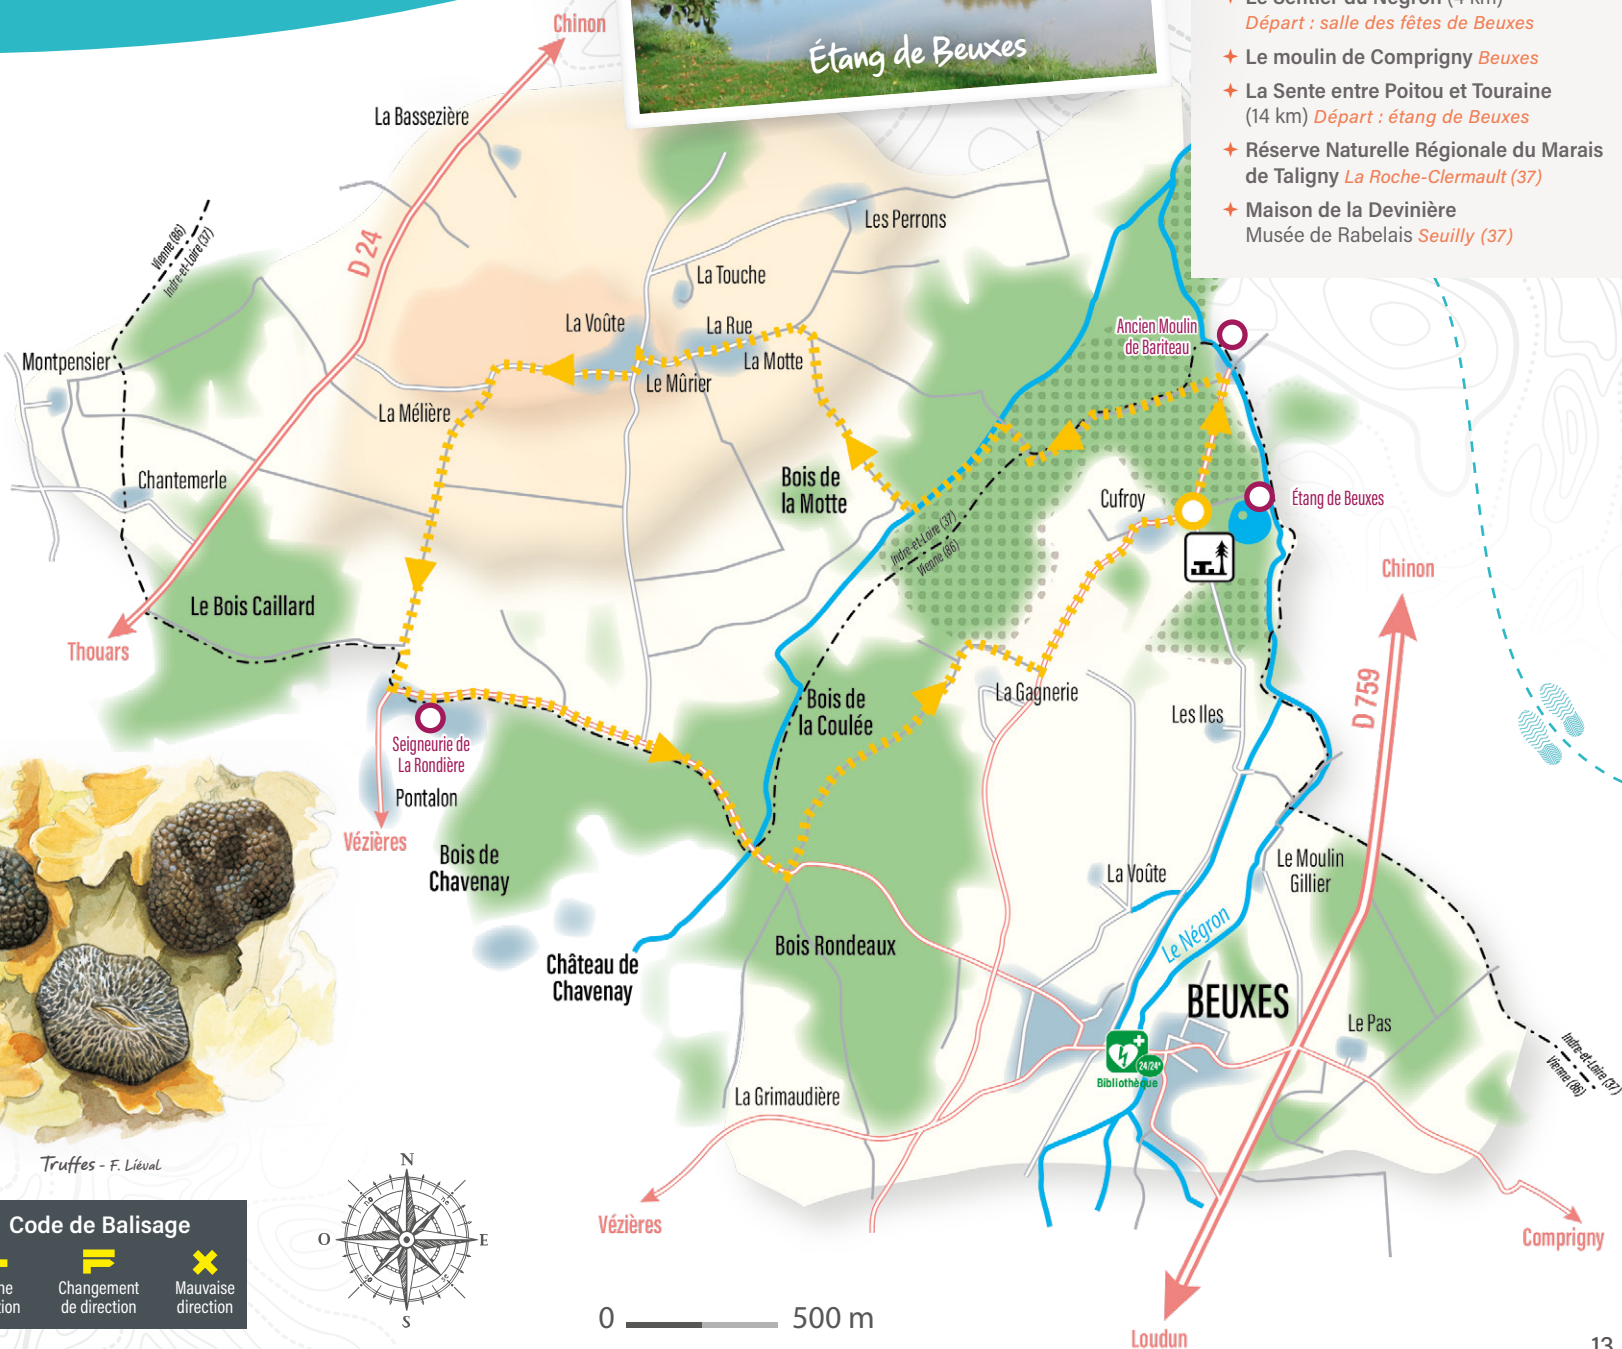 Étang de Beuxes
Le Sentier du Négron (4 km)
Départ : salle des fêtes de Beuxes
Le moulin de Comprigny Beuxes
La Sente entre Poitou et Touraine
(14 km) Départ : étang de Beuxes
Réserve Naturelle Régionale du Marais
de Taligny La Roche-Clermault (37)
Maison de la Devinière
Musée de Rabelais Seuilly (37)
Chinon
La Bassezière
D 24
Vienne (86)
Indre-et-Loire (37)
Les Perrons
La Touche
La Voûte
La Rue
La Motte
Le Mûrier
Ancien Moulin
de Bariteau
Montpensier
La Mélière
Chantemerle
Bois de
la Motte
Cufroy
Étang de Beuxes
Indre-et-Loire (37)
Vienne (86)
Chinon
Le Bois Caillard
Thouars
La Gagnerie
Bois de
la Coulée
Les Iles
D 759
Seigneurie de
La Rondière
Pontalon
Vézières
Bois de
Chavenay
La Voûte
Le Moulin
Gillier
Le Négron
Bois Rondeaux
Château de
Chavenay
BEUXES
Le Pas
24/24h
Bibliothèque
Indre-et-Loire (37)
Vienne (86)
La Grimaudière
Truffes - F. Liéval
N
O
E
S
Vézières
Comprigny
Code de Balisage
Changement
de direction
Mauvaise
direction
0 500 m
Loudun
13